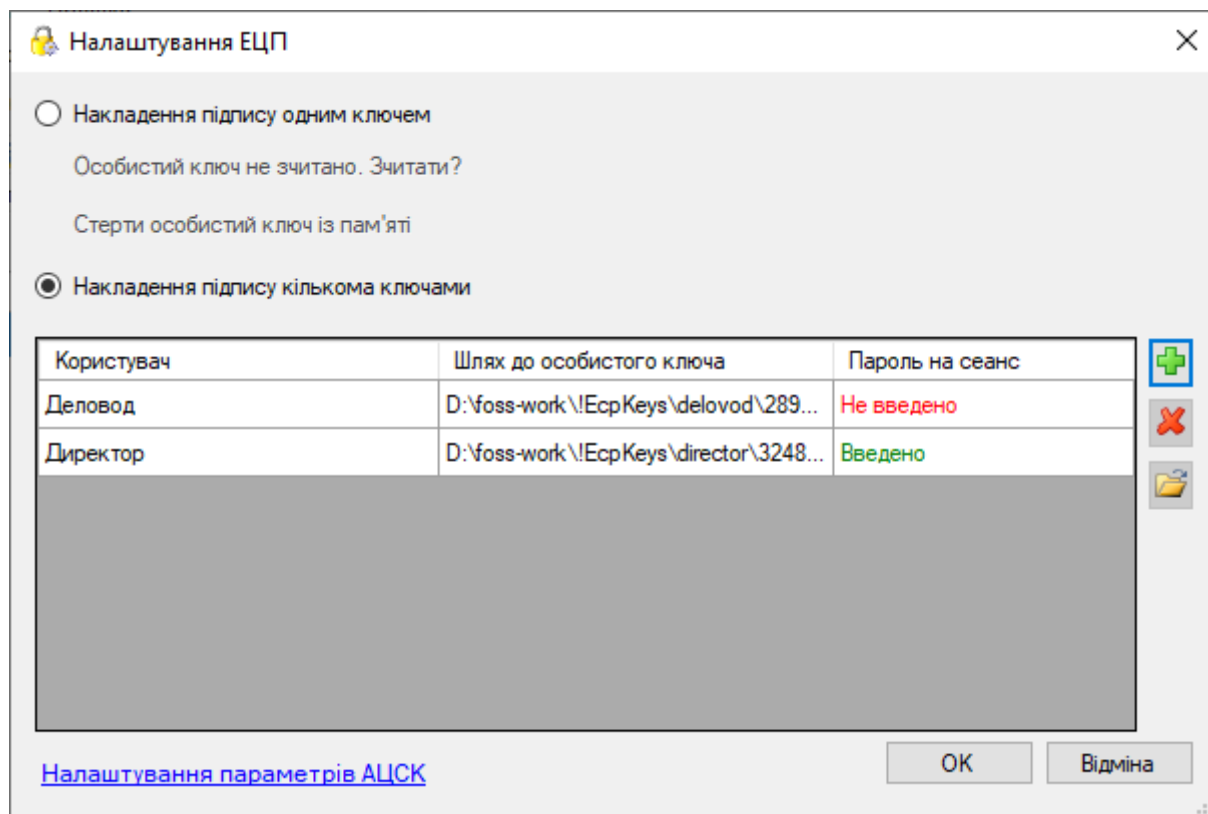 Налаштування ЕЦП
Накладення підпису одним ключем
Особистий ключ не зчитано. Зчитати?
Стерти особистий ключ із пам'яті
Накладення підпису кількома ключами
Користувач Шлях до особистого ключа Пароль на сеанс
Деловод D:\foss-work\!EcpKeys\delovod\289... Не введено
Директор D:\foss-work\!EcpKeys\director\3248... Введено
Налаштування параметрів АЦСК OK Відміна